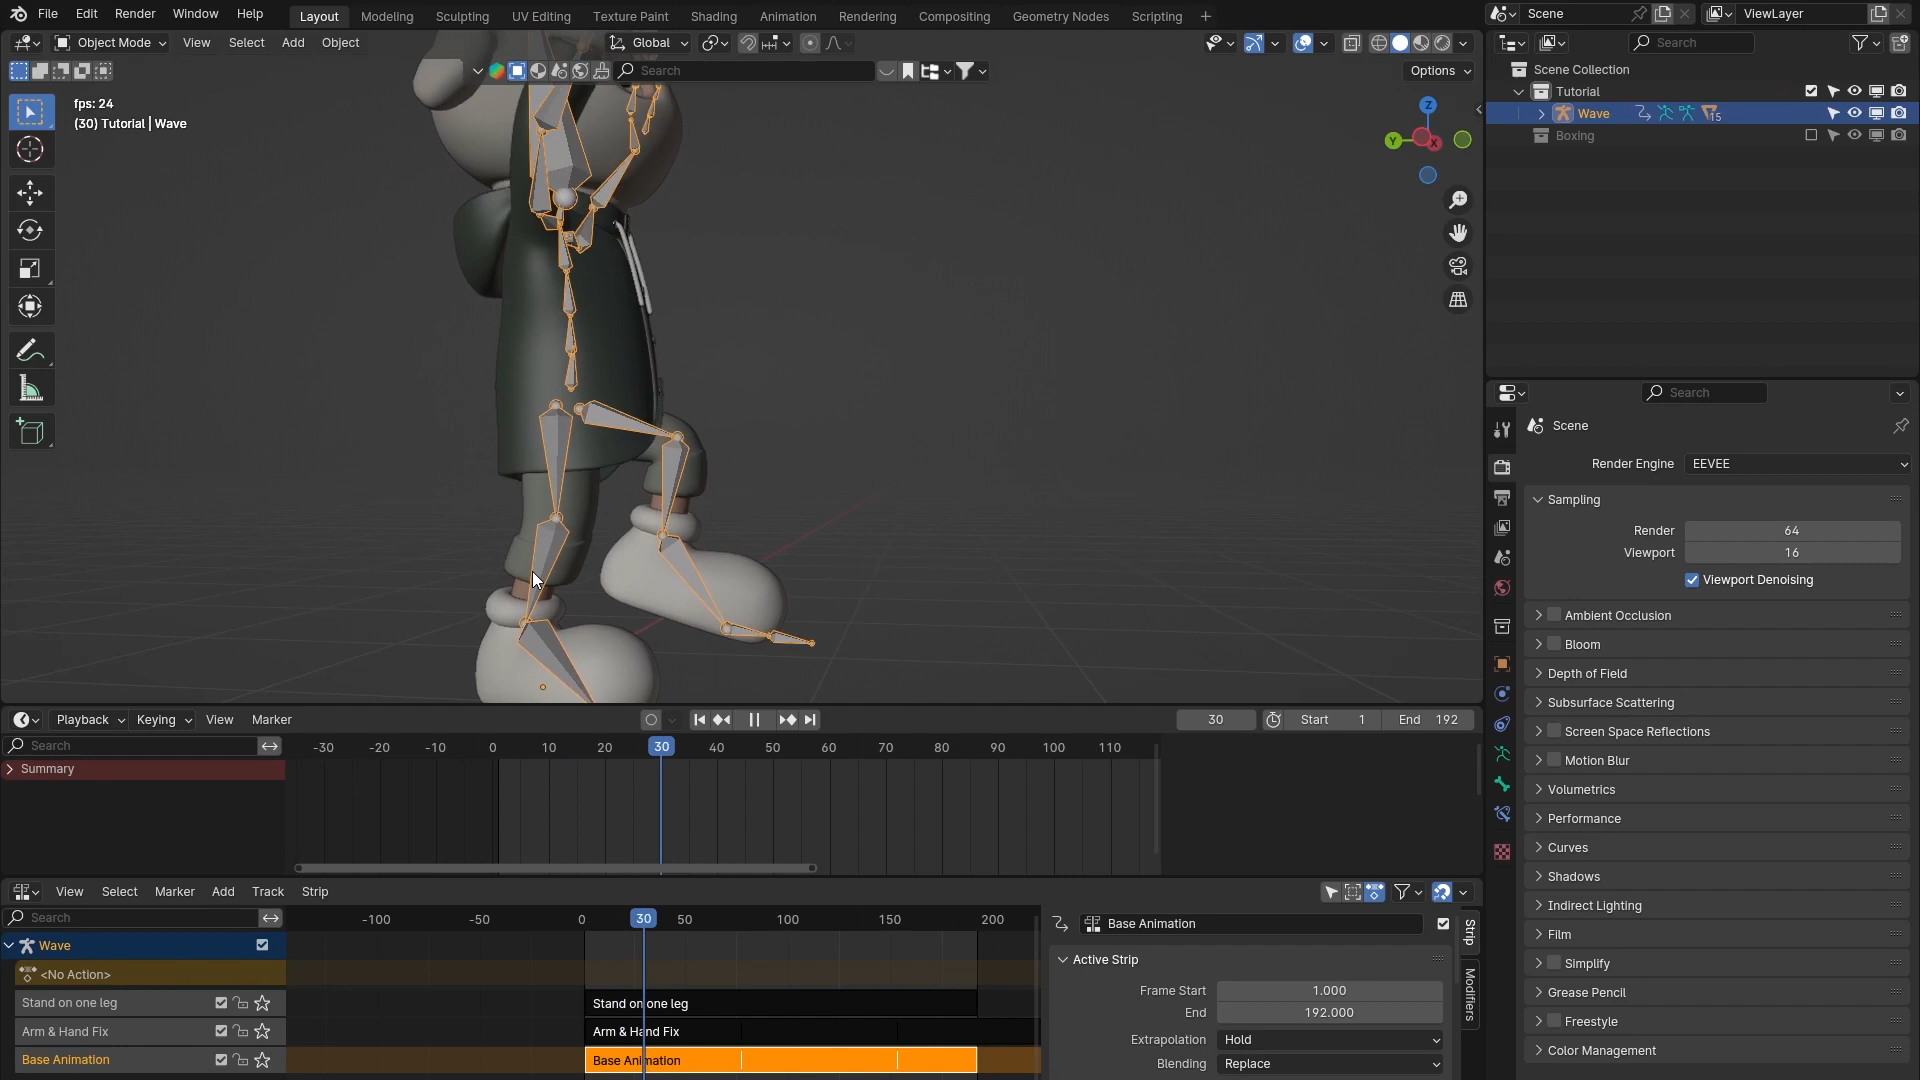 File Edit Render Window Help Layout Modeling Sculpting UV Editing Texture Paint Shading Animation Rendering Compositing Geometry Nodes Scripting + Scene ViewLayer
Object Mode View Select Add Object Global Search
Search Options
Scene Collection
Tutorial
Wave 15
Boxing
fps: 24
(30) Tutorial | Wave
Z
Y
X
Search
Scene
Render Engine EEVEE
Sampling
Render 64
Viewport 16
Viewport Denoising
Ambient Occlusion
Bloom
Depth of Field
Subsurface Scattering
Screen Space Reflections
Motion Blur
Volumetrics
Performance
Curves
Shadows
Indirect Lighting
Film
Simplify
Grease Pencil
Freestyle
Color Management
Playback Keying View Marker 30 Start 1 End 192
Search -30 -20 -10 0 10 20 30 40 50 60 70 80 90 100 110
Summary
View Select Marker Add Track Strip
Search -100 -50 0 30 50 100 150 200
Wave
<No Action>
Stand on one leg Stand on one leg
Arm & Hand Fix Arm & Hand Fix
Base Animation Base Animation
Base Animation
Active Strip
Frame Start 1.000
End 192.000
Extrapolation Hold
Blending Replace
Strip
Modifiers